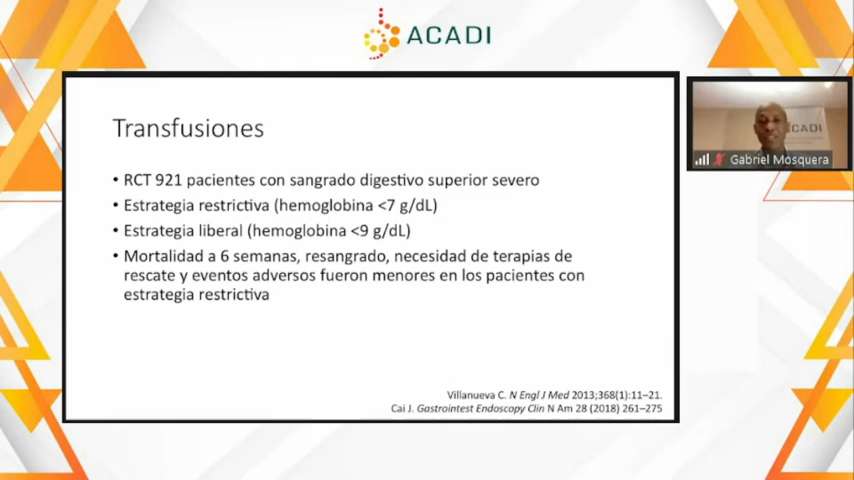 ACADI
Transfusiones
• RCT 921 pacientes con sangrado digestivo superior severo
• Estrategia restrictiva (hemoglobina <7 g/dL)
• Estrategia liberal (hemoglobina <9 g/dL)
• Mortalidad a 6 semanas, resangrado, necesidad de terapias de
rescate y eventos adversos fueron menores en los pacientes con
estrategia restrictiva
Villanueva C. N Engl J Med 2013;368(1):11–21.
Cai J. Gastrointest Endoscopy Clin N Am 28 (2018) 261–275
CADI
Gabriel Mosquera